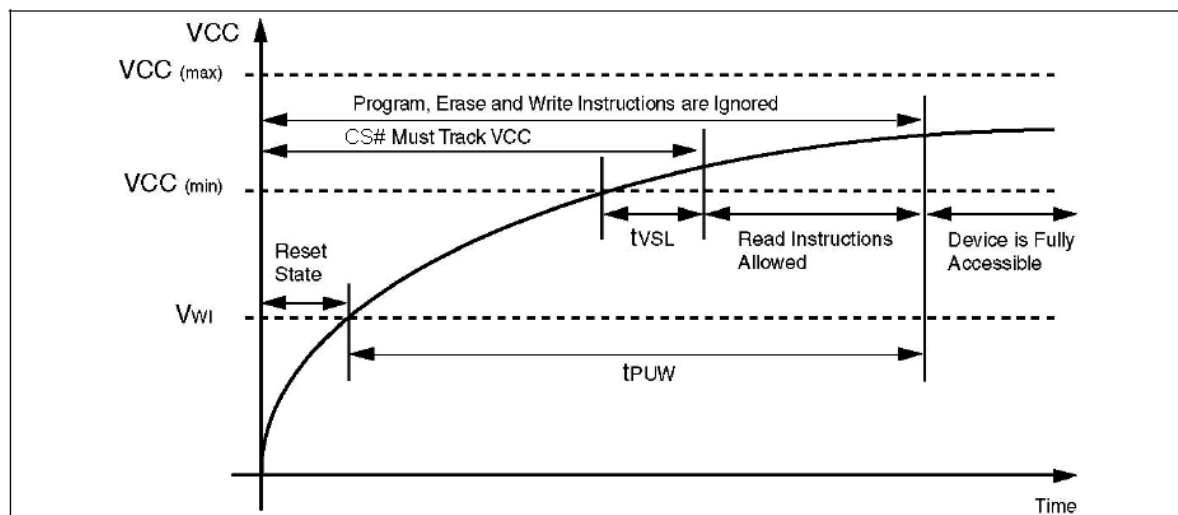 VCC
VCC (max)
Program, Erase and Write Instructions are Ignored
CS# Must Track VCC
VCC (min)
tVSL
Read Instructions
Allowed
Device is Fully
Accessible
Reset
State
VWI
tPUW
Time